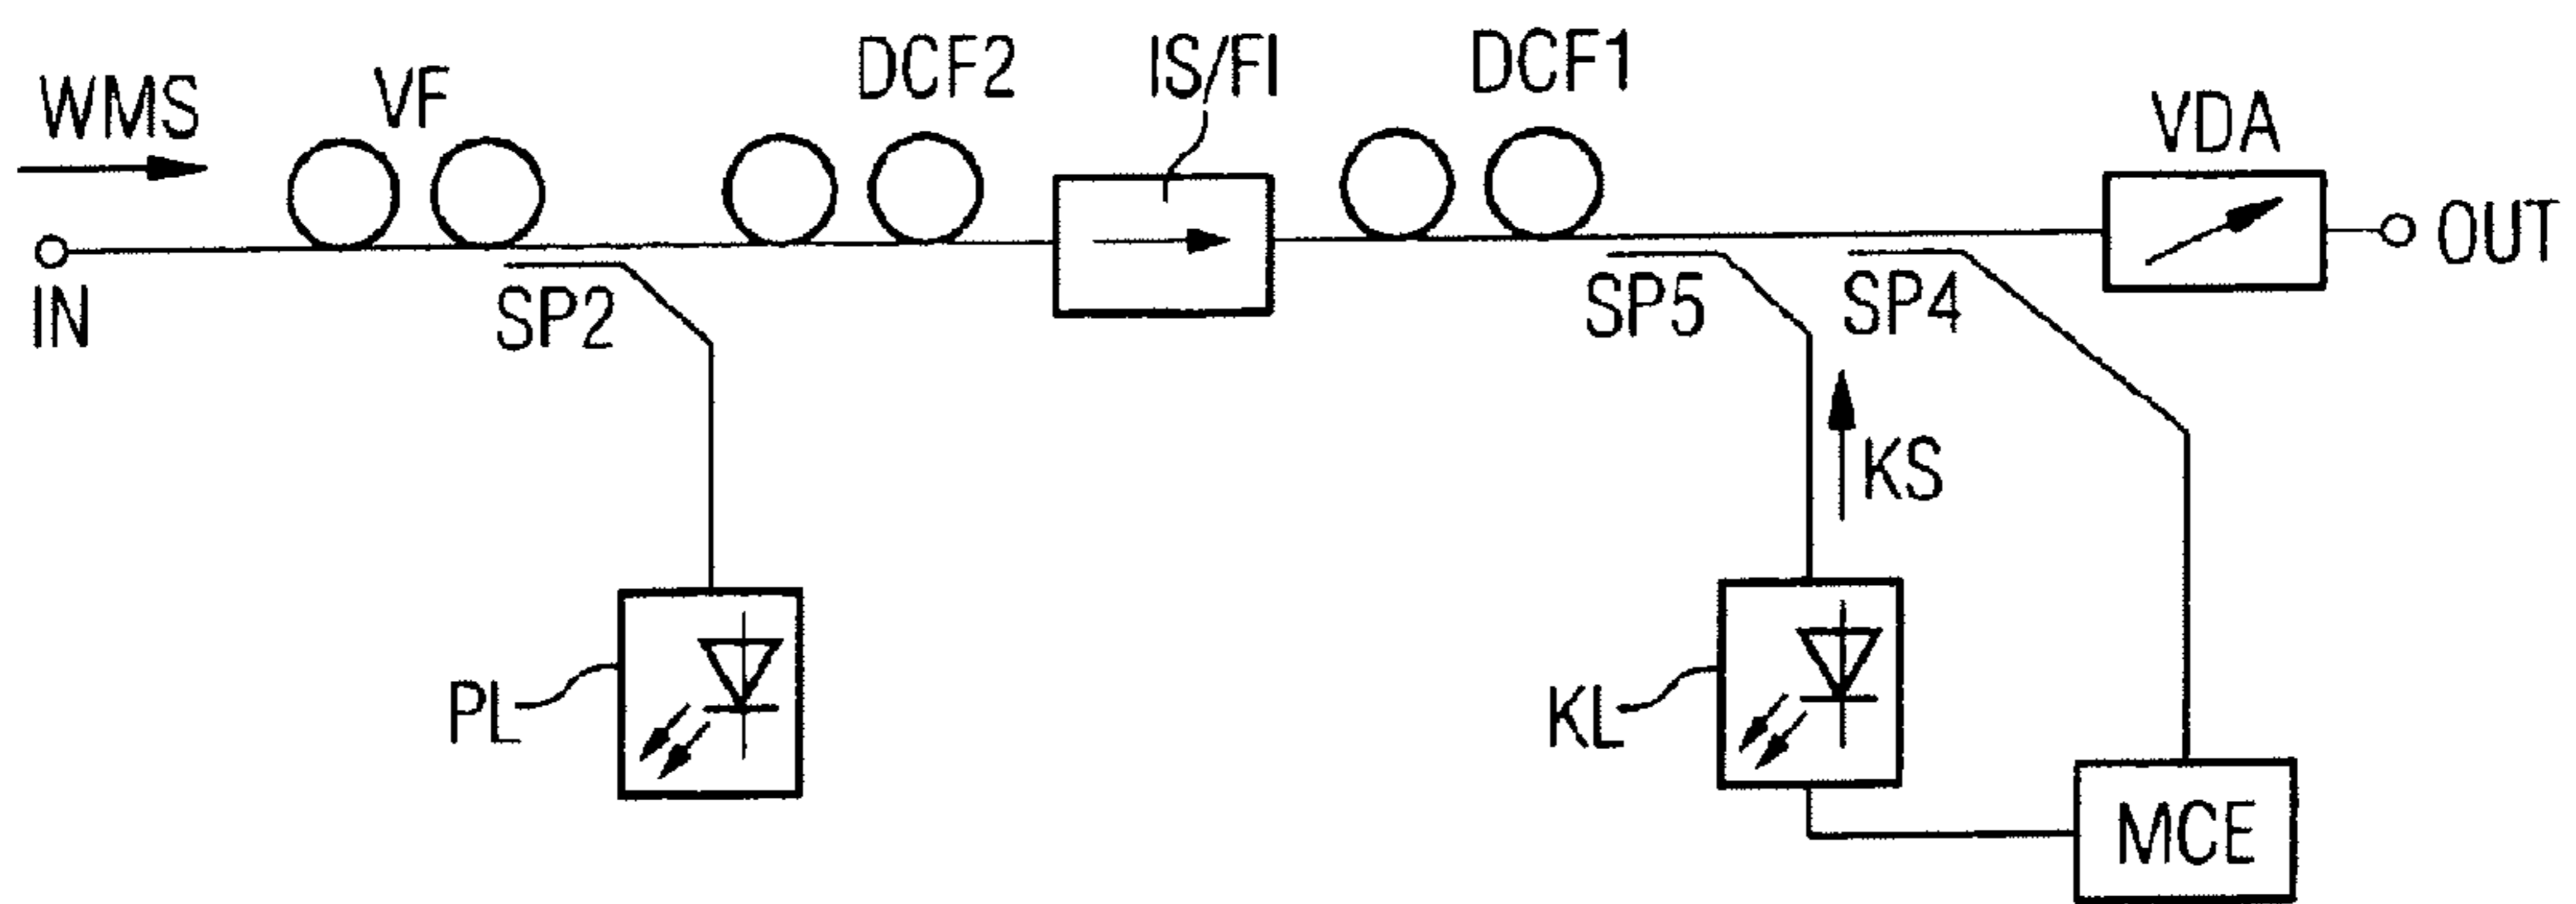 WMS
VF
DCF2
IS/FI
DCF1
VDA
IN
SP2
SP5
SP4
OUT
KS
PL
KL
MCE